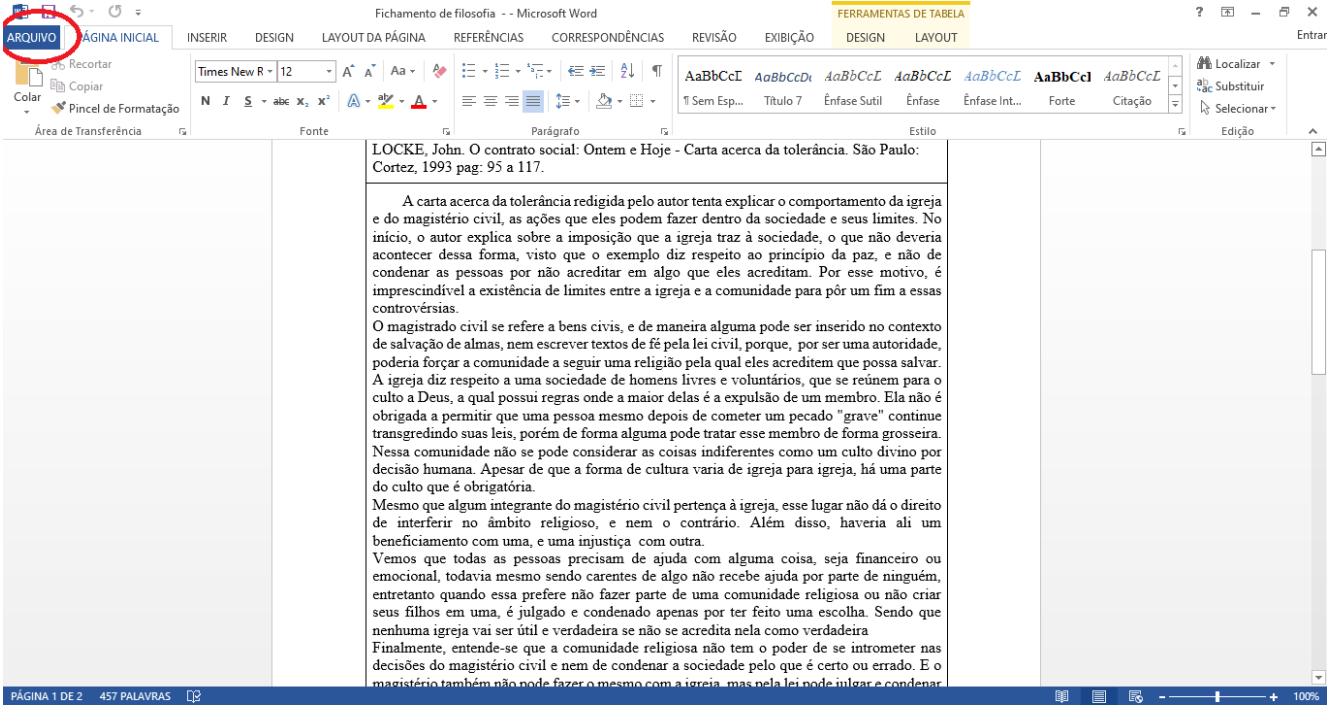 Fichamento de filosofia - - Microsoft Word
FERRAMENTAS DE TABELA
?
ARQUIVO PÁGINA INICIAL INSERIR DESIGN LAYOUT DA PÁGINA REFERÊNCIAS CORRESPONDÊNCIAS REVISÃO EXIBIÇÃO DESIGN LAYOUT Entrar
Colar
Recortar
Copiar
Pincel de Formatação
Área de Transferência
Times New R 12 Aa
N I S abc x₂ x² A aby A
Fonte
Parágrafo
AaBbCcD AaBbCcDc AaBbCcD AaBbCcD AaBbCcD AaBbCcI AaBbCcD
¶ Sem Esp... Título 7 Ênfase Sutil Ênfase Ênfase Int... Forte Citação
Estilo
Localizar
Substituir
Selecionar
Edição
LOCKE, John. O contrato social: Ontem e Hoje - Carta acerca da tolerância. São Paulo:
Cortez, 1993 pag: 95 a 117.
A carta acerca da tolerância redigida pelo autor tenta explicar o comportamento da igreja
e do magistério civil, as ações que eles podem fazer dentro da sociedade e seus limites. No
início, o autor explica sobre a imposição que a igreja traz à sociedade, o que não deveria
acontecer dessa forma, visto que o exemplo diz respeito ao princípio da paz, e não de
condenar as pessoas por não acreditar em algo que eles acreditam. Por esse motivo, é
imprescindível a existência de limites entre a igreja e a comunidade para pôr um fim a essas
controvérsias.
O magistrado civil se refere a bens civis, e de maneira alguma pode ser inserido no contexto
de salvação de almas, nem escrever textos de fé pela lei civil, porque, por ser uma autoridade,
poderia forçar a comunidade a seguir uma religião pela qual eles acreditem que possa salvar.
A igreja diz respeito a uma sociedade de homens livres e voluntários, que se reúnem para o
culto a Deus, a qual possui regras onde a maior delas é a expulsão de um membro. Ela não é
obrigada a permitir que uma pessoa mesmo depois de cometer um pecado "grave" continue
transgredindo suas leis, porém de forma alguma pode tratar esse membro de forma grosseira.
Nessa comunidade não se pode considerar as coisas indiferentes como um culto divino por
decisão humana. Apesar de que a forma de cultura varia de igreja para igreja, há uma parte
do culto que é obrigatória.
Mesmo que algum integrante do magistério civil pertença à igreja, esse lugar não dá o direito
de interferir no âmbito religioso, e nem o contrário. Além disso, haveria ali um
beneficiamento com uma, e uma injustiça com outra.
Vemos que todas as pessoas precisam de ajuda com alguma coisa, seja financeiro ou
emocional, todavia mesmo sendo carentes de algo não recebe ajuda por parte de ninguém,
entretanto quando essa prefere não fazer parte de uma comunidade religiosa ou não criar
seus filhos em uma, é julgado e condenado apenas por ter feito uma escolha. Sendo que
nenhuma igreja vai ser útil e verdadeira se não se acredita nela como verdadeira
Finalmente, entende-se que a comunidade religiosa não tem o poder de se intrometer nas
decisões do magistério civil e nem de condenar a sociedade pelo que é certo ou errado. E o
magistério também não pode fazer o mesmo com a igreja, mas pela lei pode julgar e condenar
PÁGINA 1 DE 2 457 PALAVRAS 100%